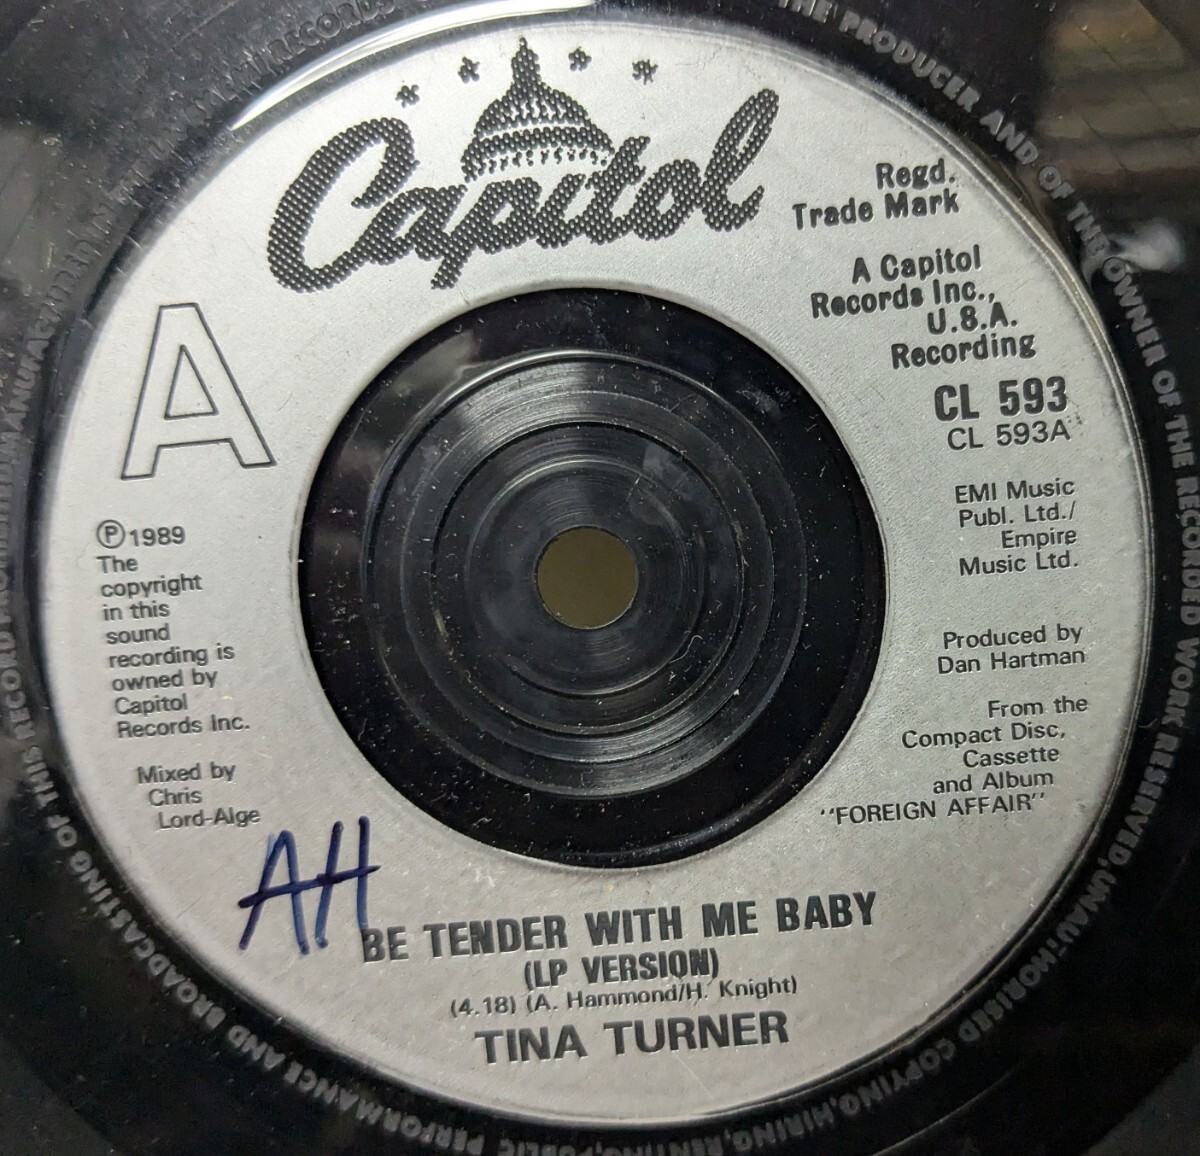 Capitol
Regd.
Trade Mark
A Capitol
Records Inc.,
U.S.A.
Recording
CL 593
CL 593A
EMI Music
Publ. Ltd./
Empire
Music Ltd.
Produced by
Dan Hartman
From the
Compact Disc,
Cassette
and Album
"FOREIGN AFFAIR"
A
Ⓟ1989
The
copyright
in this
sound
recording is
owned by
Capitol
Records Inc.
Mixed by
Chris
Lord-Alge
AH
BE TENDER WITH ME BABY
(LP VERSION)
(4.18) (A. Hammond/H. Knight)
TINA TURNER
THE PRODUCER AND OF THE OWNER OF THE RECORDED WORK RESERVED,UNAUTHORISED COPYING,HIRING,RENTING,PUBLIC PERFORMANCE AND BROADCASTING OF THIS RECORD